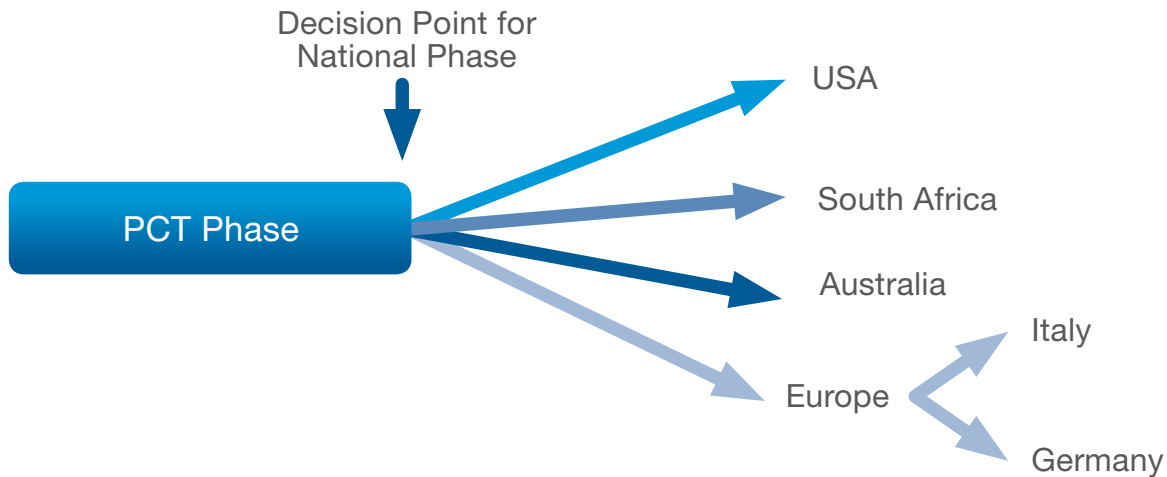 Decision Point for
National Phase
USA
PCT Phase
South Africa
Australia
Italy
Europe
Germany